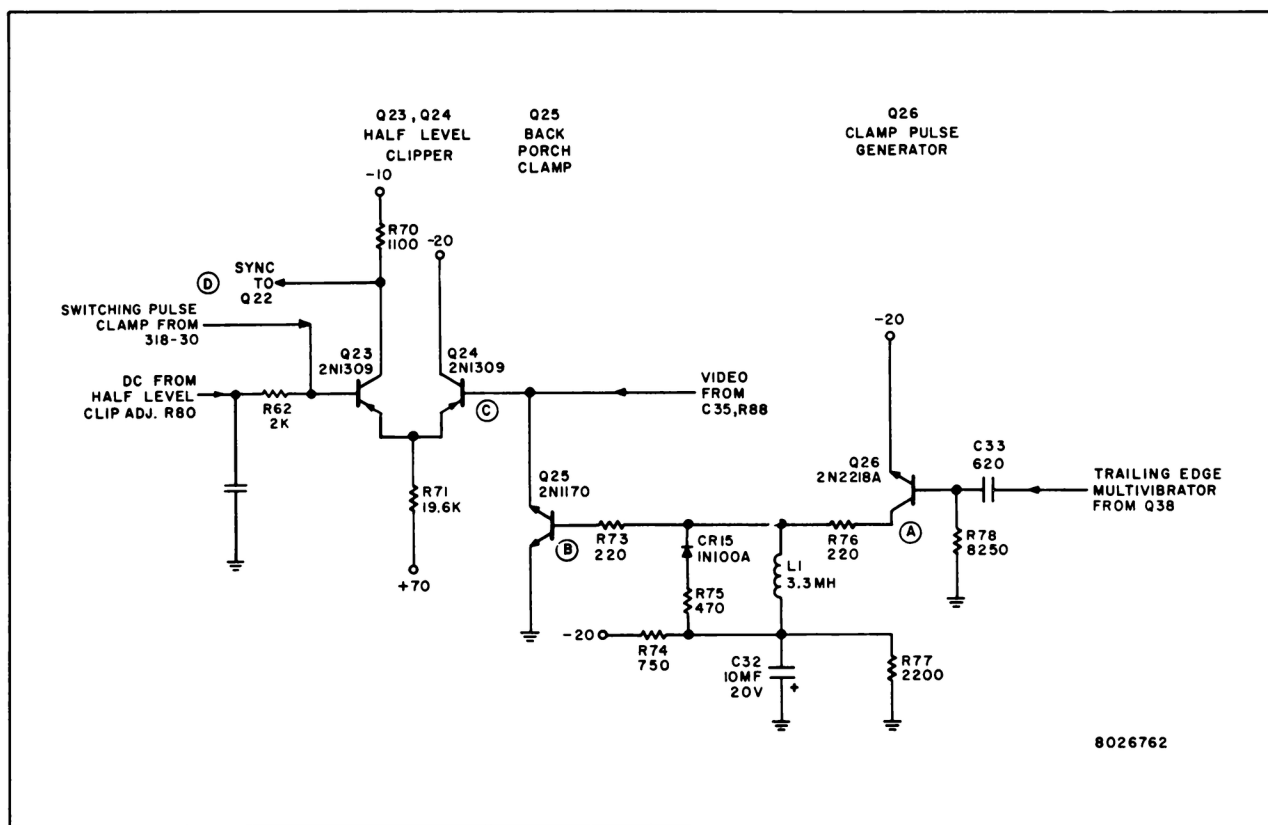 Q23, Q24
HALF LEVEL
CLIPPER
Q25
BACK
PORCH
CLAMP
Q26
CLAMP PULSE
GENERATOR
-10
R70
1100
-20
D
SYNC
TO
Q22
SWITCHING PULSE
CLAMP FROM
318-30
Q23
2N1309
Q24
2N1309
-20
DC FROM
HALF LEVEL
CLIP ADJ. R80
R62
2K
C
VIDEO
FROM
C35, R88
Q25
2N1170
Q26
2N2218A
C33
620
TRAILING EDGE
MULTIVIBRATOR
FROM Q38
R71
19.6K
B
R73
220
CR15
IN100A
R76
220
A
R78
8250
+70
L1
3.3MH
R75
470
-20
R74
750
C32
10MF
20V
+
R77
2200
8026762